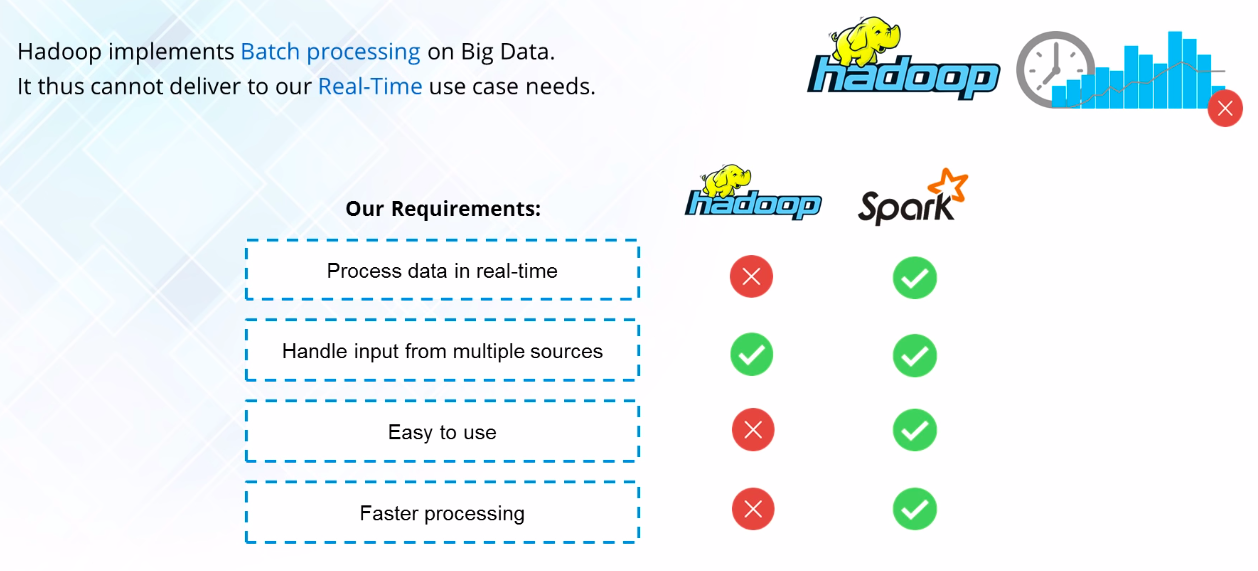 Hadoop implements Batch processing on Big Data.
It thus cannot deliver to our Real-Time use case needs.
hadoop
Our Requirements:
hadoop
Spark
Process data in real-time
Handle input from multiple sources
Easy to use
Faster processing